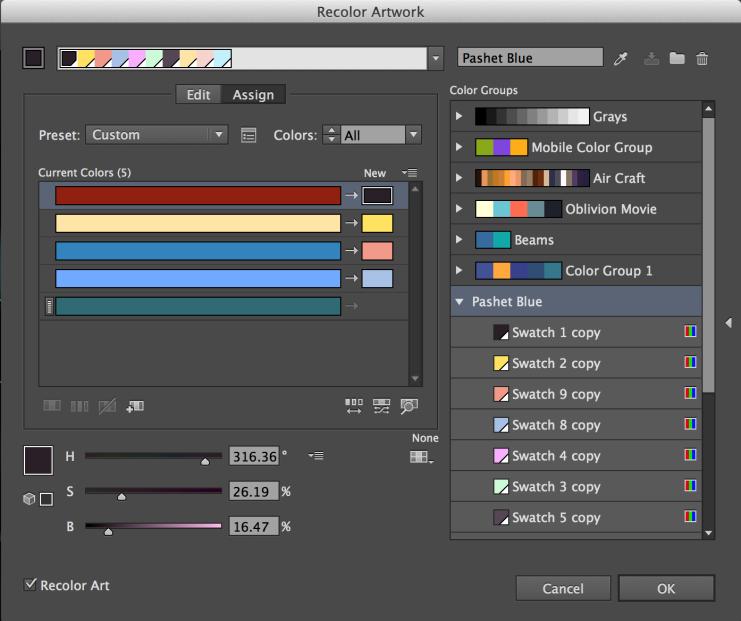 Recolor Artwork
Pashet Blue
Color Groups
Edit Assign
Preset: Custom Colors: All
Current Colors (5) New
Grays
Mobile Color Group
Air Craft
Oblivion Movie
Beams
Color Group 1
Pashet Blue
Swatch 1 copy
Swatch 2 copy
Swatch 9 copy
Swatch 8 copy
Swatch 4 copy
Swatch 3 copy
Swatch 5 copy
None
H 316.36 °
S 26.19 %
B 16.47 %
Recolor Art
Cancel OK